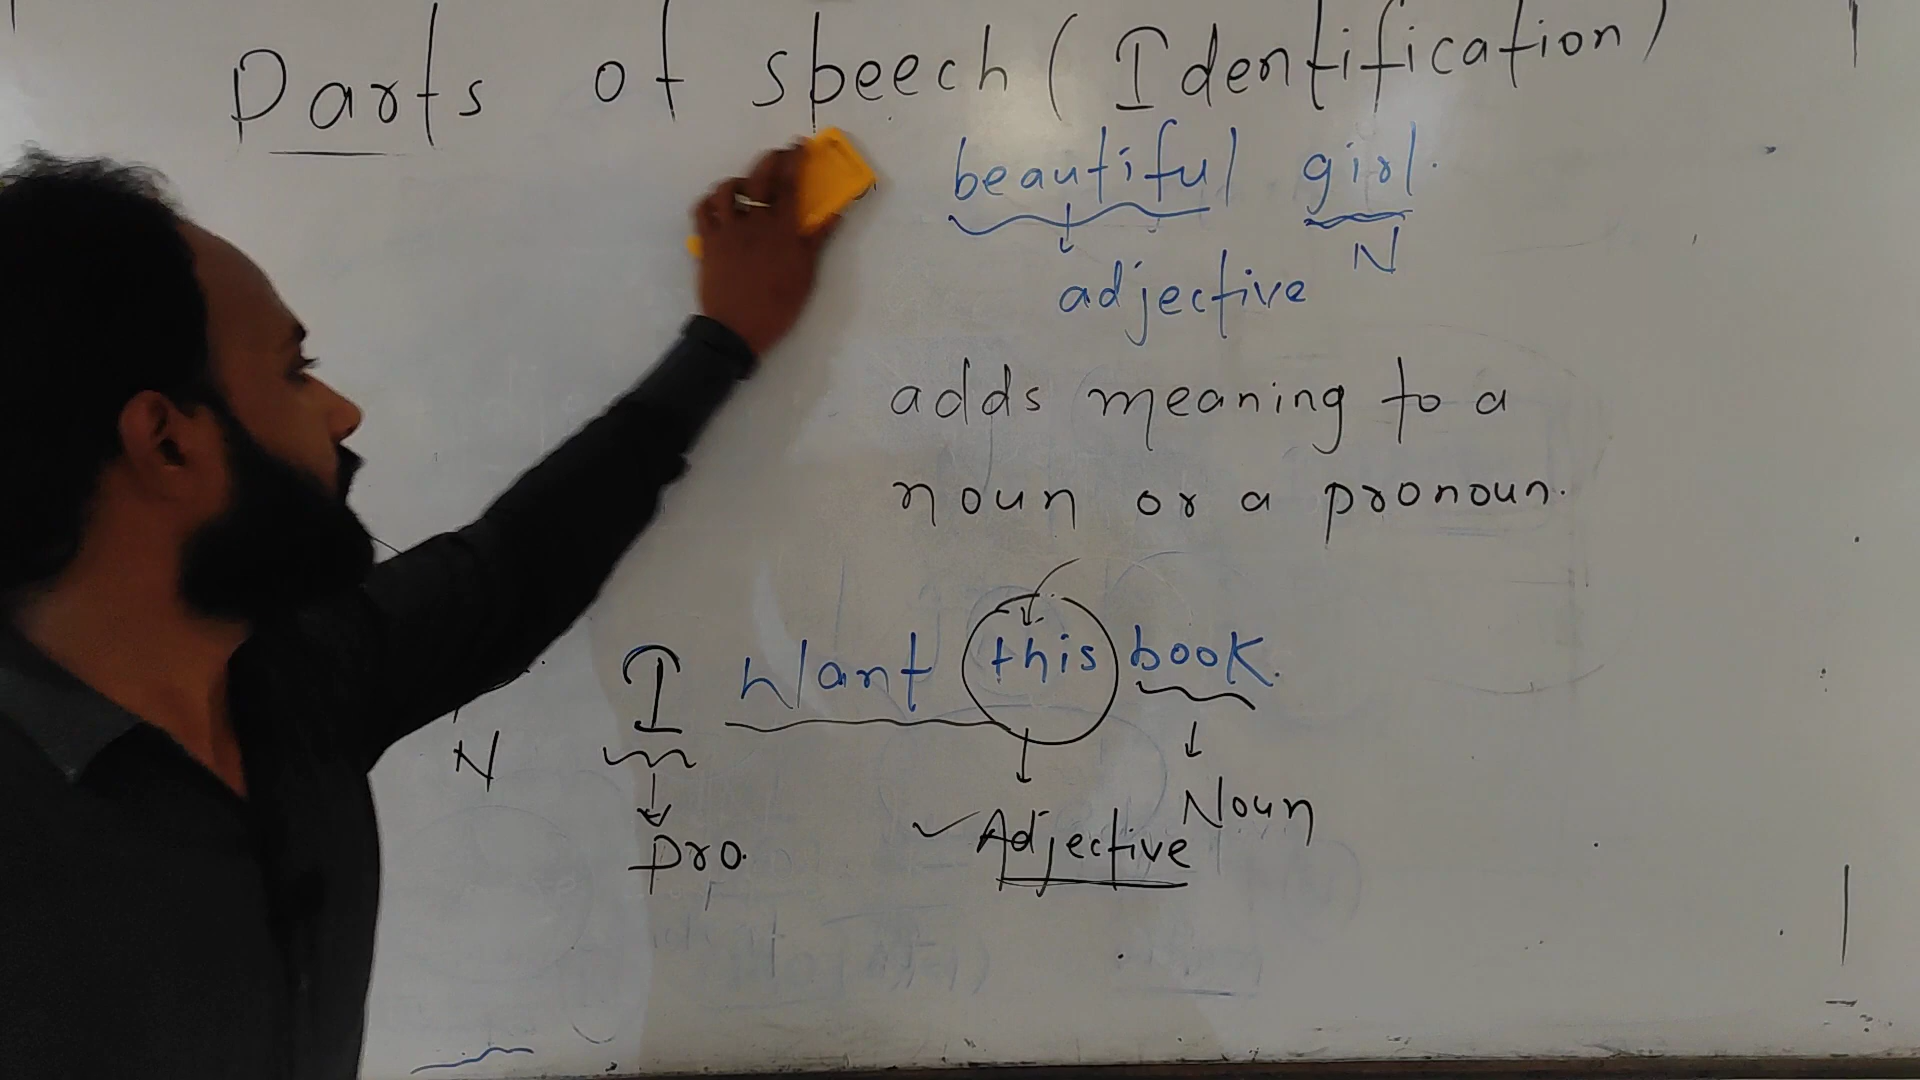 Parts of speech (Identification)
beautiful girl.
N
adjective
adds meaning to a
noun or a pronoun.
I want this book.
N
Noun
pro.
Adjective